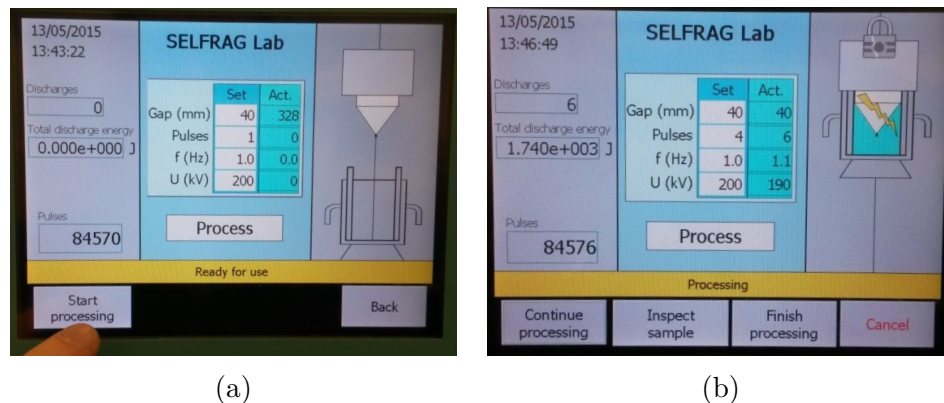 13/05/2015
13:43:22
SELFRAG Lab
Discharges
0
Total discharge energy
0.000e+000 J
Set Act.
Gap (mm) 40 328
Pulses 1 0
f (Hz) 1.0 0.0
U (kV) 200 0
Pulses
84570
Process
Ready for use
Start
processing
Back
(a)
13/05/2015
13:46:49
SELFRAG Lab
Discharges
6
Total discharge energy
1.740e+003 J
Set Act.
Gap (mm) 40 40
Pulses 4 6
f (Hz) 1.0 1.1
U (kV) 200 190
Pulses
84576
Process
Processing
Continue
processing
Inspect
sample
Finish
processing
Cancel
(b)